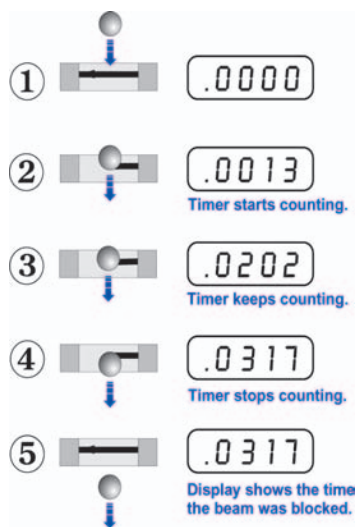 1 .0000
2 .0013
Timer starts counting.
3 .0202
Timer keeps counting.
4 .0317
Timer stops counting.
5 .0317
Display shows the time
the beam was blocked.